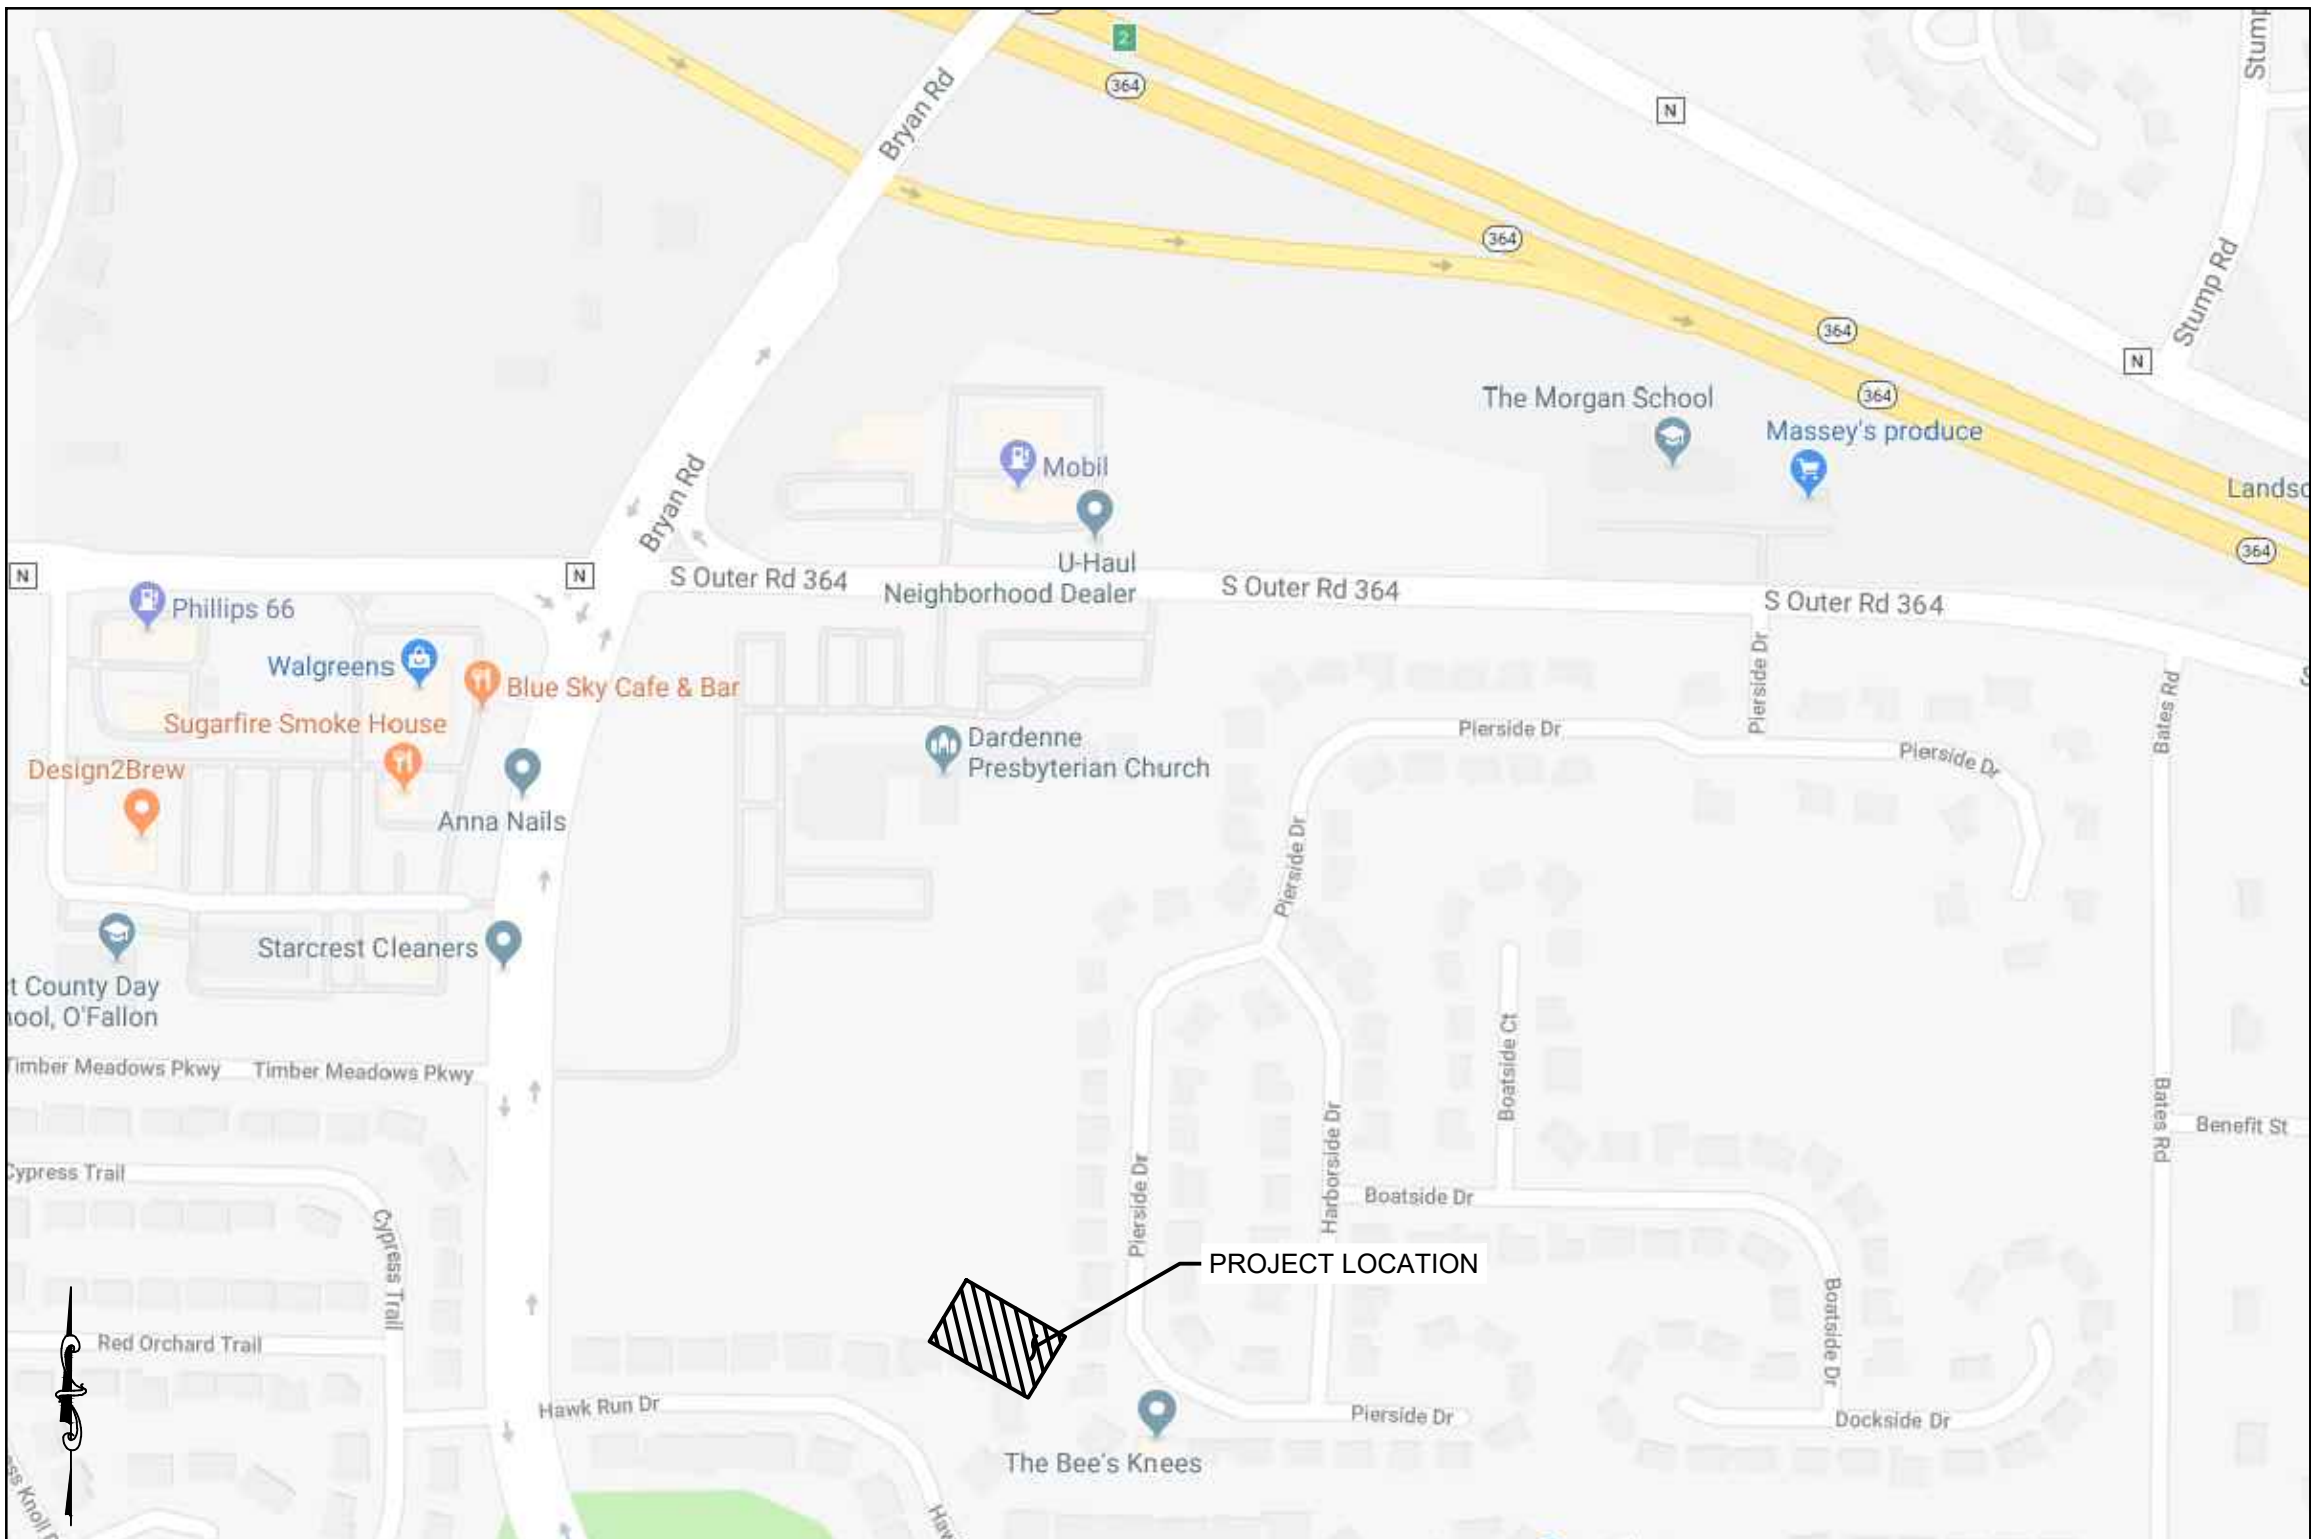 2
364
Bryan Rd
N
Stump
364
Stump Rd
364
N
364
The Morgan School
Massey's produce
Mobil
Bryan Rd
Landsc
364
U-Haul
Neighborhood Dealer
N
N
S Outer Rd 364
S Outer Rd 364
S Outer Rd 364
Phillips 66
Walgreens
Blue Sky Cafe & Bar
Pierside Dr
Bates Rd
Sugarfire Smoke House
Pierside Dr
Dardenne
Presbyterian Church
Pierside Dr
Design2Brew
Anna Nails
Pierside Dr
Starcrest Cleaners
t County Day
ool, O'Fallon
Timber Meadows Pkwy
Timber Meadows Pkwy
Boatside Ct
Bates Rd
Benefit St
Cypress Trail
Harborside Dr
Pierside Dr
Boatside Dr
Cypress Trail
PROJECT LOCATION
Red Orchard Trail
Boatside Dr
Hawk Run Dr
Pierside Dr
Dockside Dr
The Bee's Knees
ss Knoll
Haw